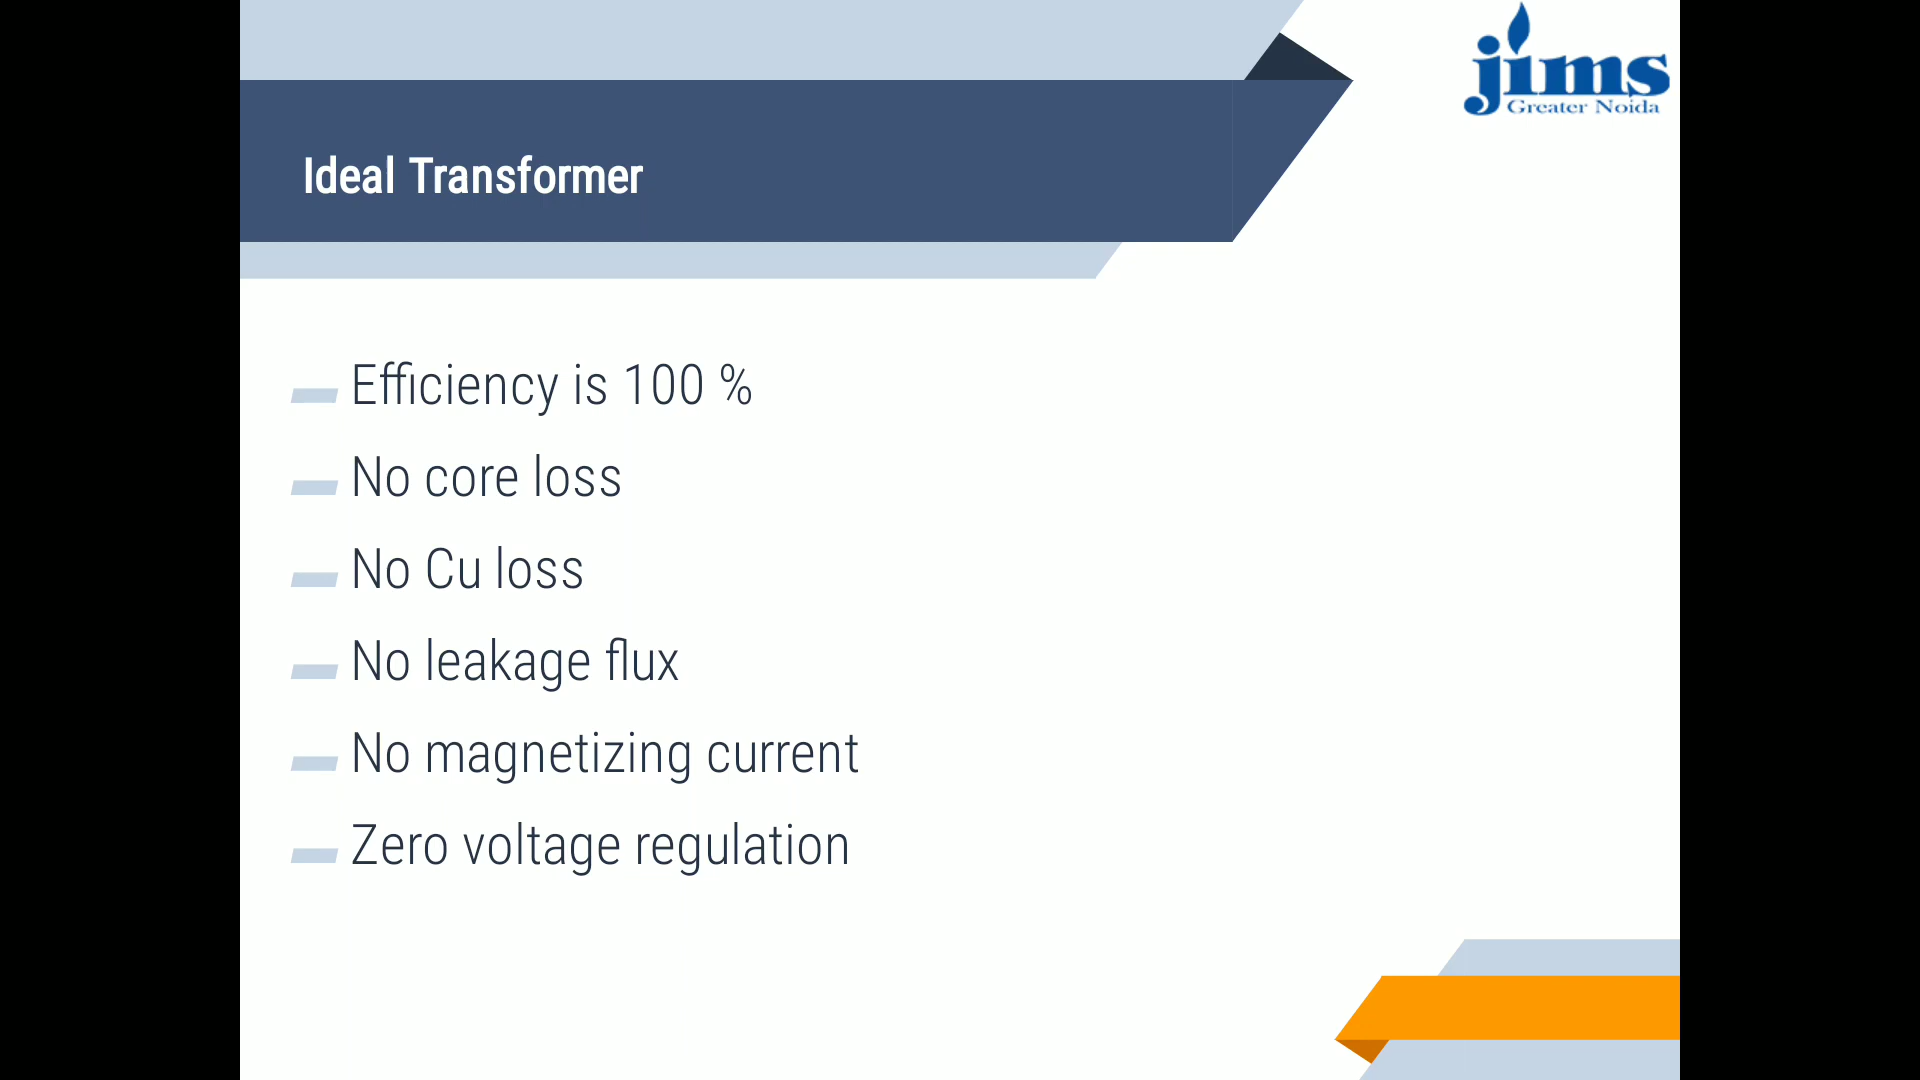 jims
Greater Noida
Ideal Transformer
Efficiency is 100 %
No core loss
No Cu loss
No leakage flux
No magnetizing current
Zero voltage regulation